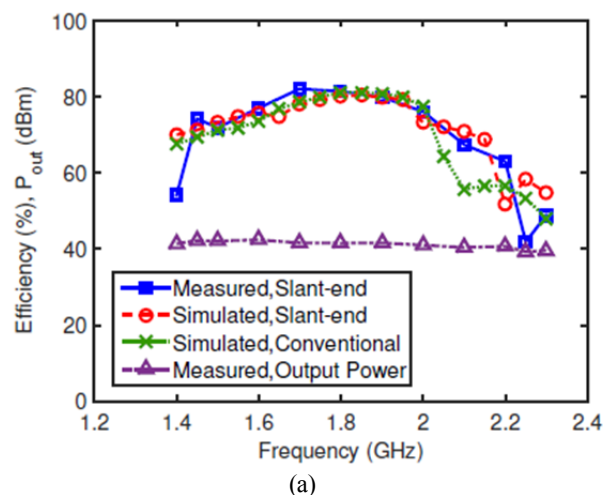 100
80
60
40
20
0
Efficiency (%), P_out (dBm)
Measured,Slant-end
Simulated,Slant-end
Simulated,Conventional
Measured,Output Power
1.2 1.4 1.6 1.8 2 2.2 2.4
Frequency (GHz)
(a)